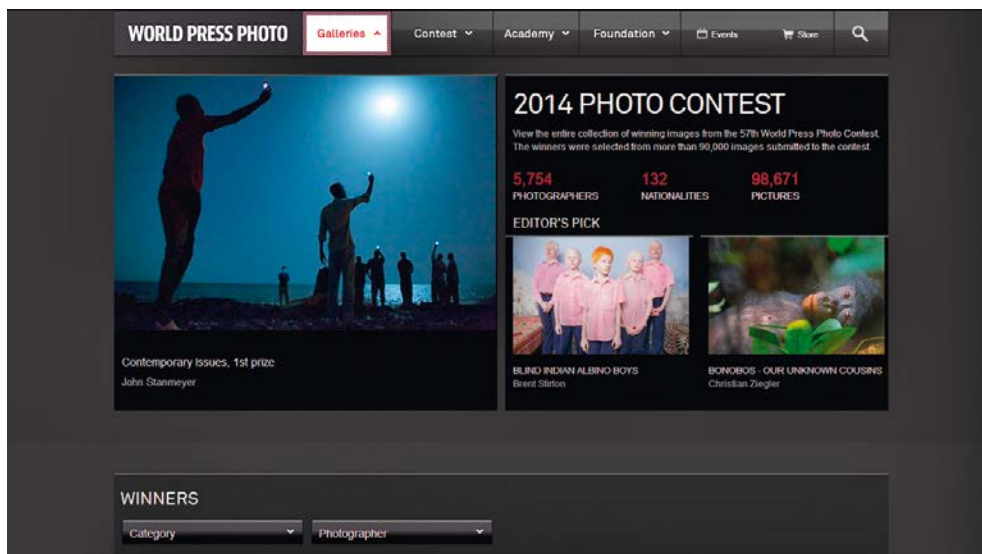 WORLD PRESS PHOTO
Galleries
Contest
Academy
Foundation
Events
Store
2014 PHOTO CONTEST
View the entire collection of winning images from the 57th World Press Photo Contest.
The winners were selected from more than 90,000 images submitted to the contest.
5,754
PHOTOGRAPHERS
132
NATIONALITIES
98,671
PICTURES
EDITOR'S PICK
Contemporary Issues, 1st prize
John Stanmeyer
BLIND INDIAN ALBINO BOYS
Brent Stirton
BONOBOS - OUR UNKNOWN COUSINS
Christian Ziegler
WINNERS
Category
Photographer